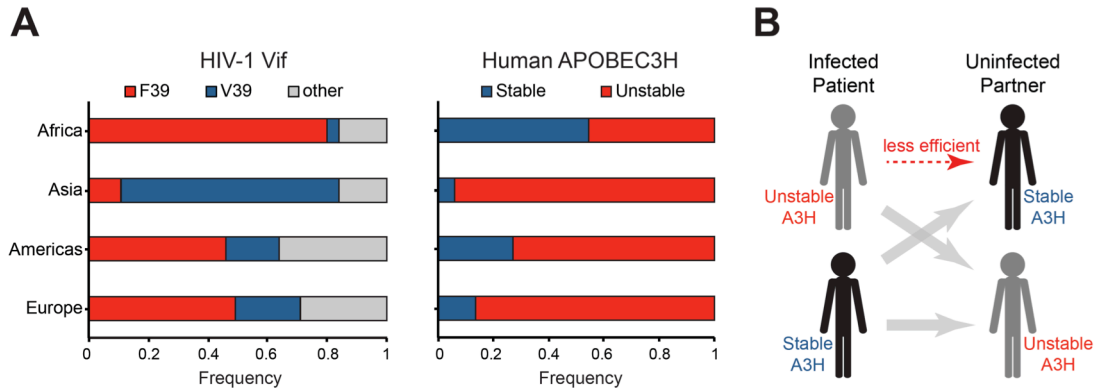 A
HIV-1 Vif
F39 V39 other
Africa
Asia
Americas
Europe
0 0.2 0.4 0.6 0.8 1
Frequency
Human APOBEC3H
Stable Unstable
0 0.2 0.4 0.6 0.8 1
Frequency
B
Infected
Patient
Uninfected
Partner
less efficient
Unstable
A3H
Stable
A3H
Stable
A3H
Unstable
A3H